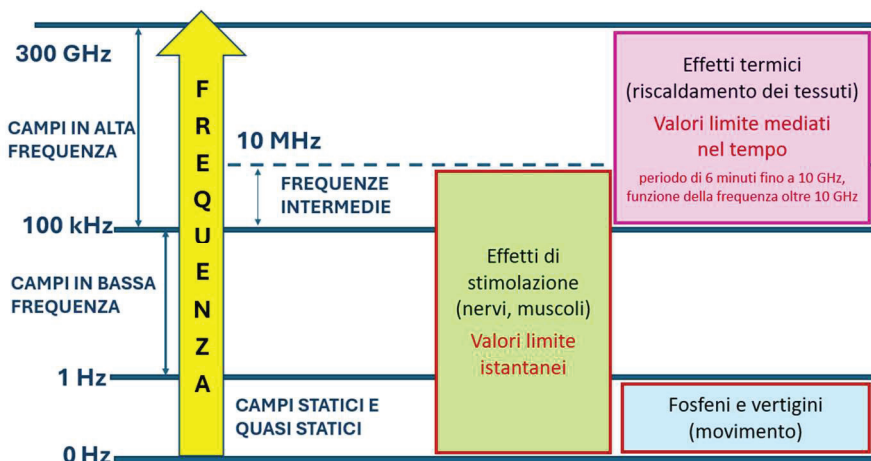 300 GHz
CAMPI IN ALTA
FREQUENZA
100 kHz
CAMPI IN BASSA
FREQUENZA
1 Hz
0 Hz
FREQUENZA
10 MHz
FREQUENZE
INTERMEDIE
CAMPI STATICI E
QUASI STATICI
Effetti di
stimolazione
(nervi, muscoli)
Valori limite
istantanei
Effetti termici
(riscaldamento dei tessuti)
Valori limite mediati
nel tempo
periodo di 6 minuti fino a 10 GHz,
funzione della frequenza oltre 10 GHz
Fosfeni e vertigini
(movimento)